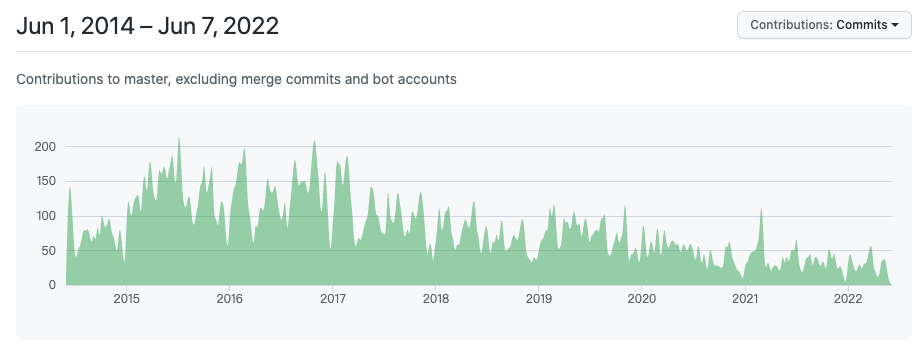 Jun 1, 2014 – Jun 7, 2022
Contributions: Commits
Contributions to master, excluding merge commits and bot accounts
200
150
100
50
0
2015 2016 2017 2018 2019 2020 2021 2022